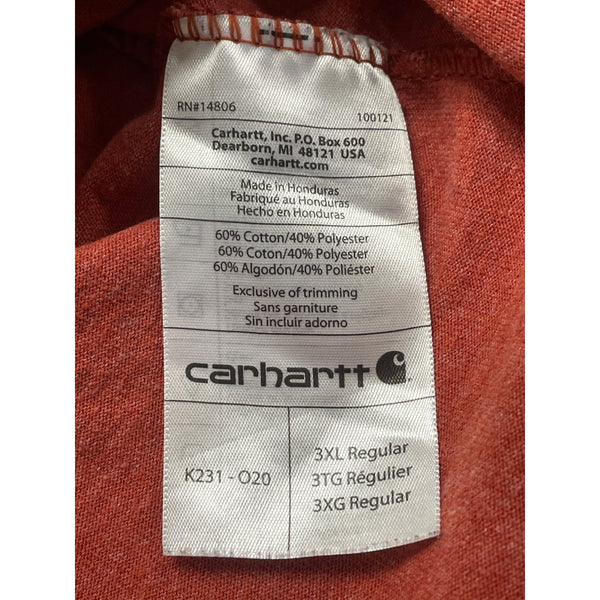 RN#14806 100121
Carhartt, Inc. P.O. Box 600
Dearborn, MI 48121 USA
carhartt.com
Made in Honduras
Fabriqué au Honduras
Hecho en Honduras
60% Cotton/40% Polyester
60% Coton/40% Polyester
60% Algodón/40% Poliéster
Exclusive of trimming
Sans garniture
Sin incluir adorno
carhartt
K231 - O20
3XL Regular
3TG Régulier
3XG Regular